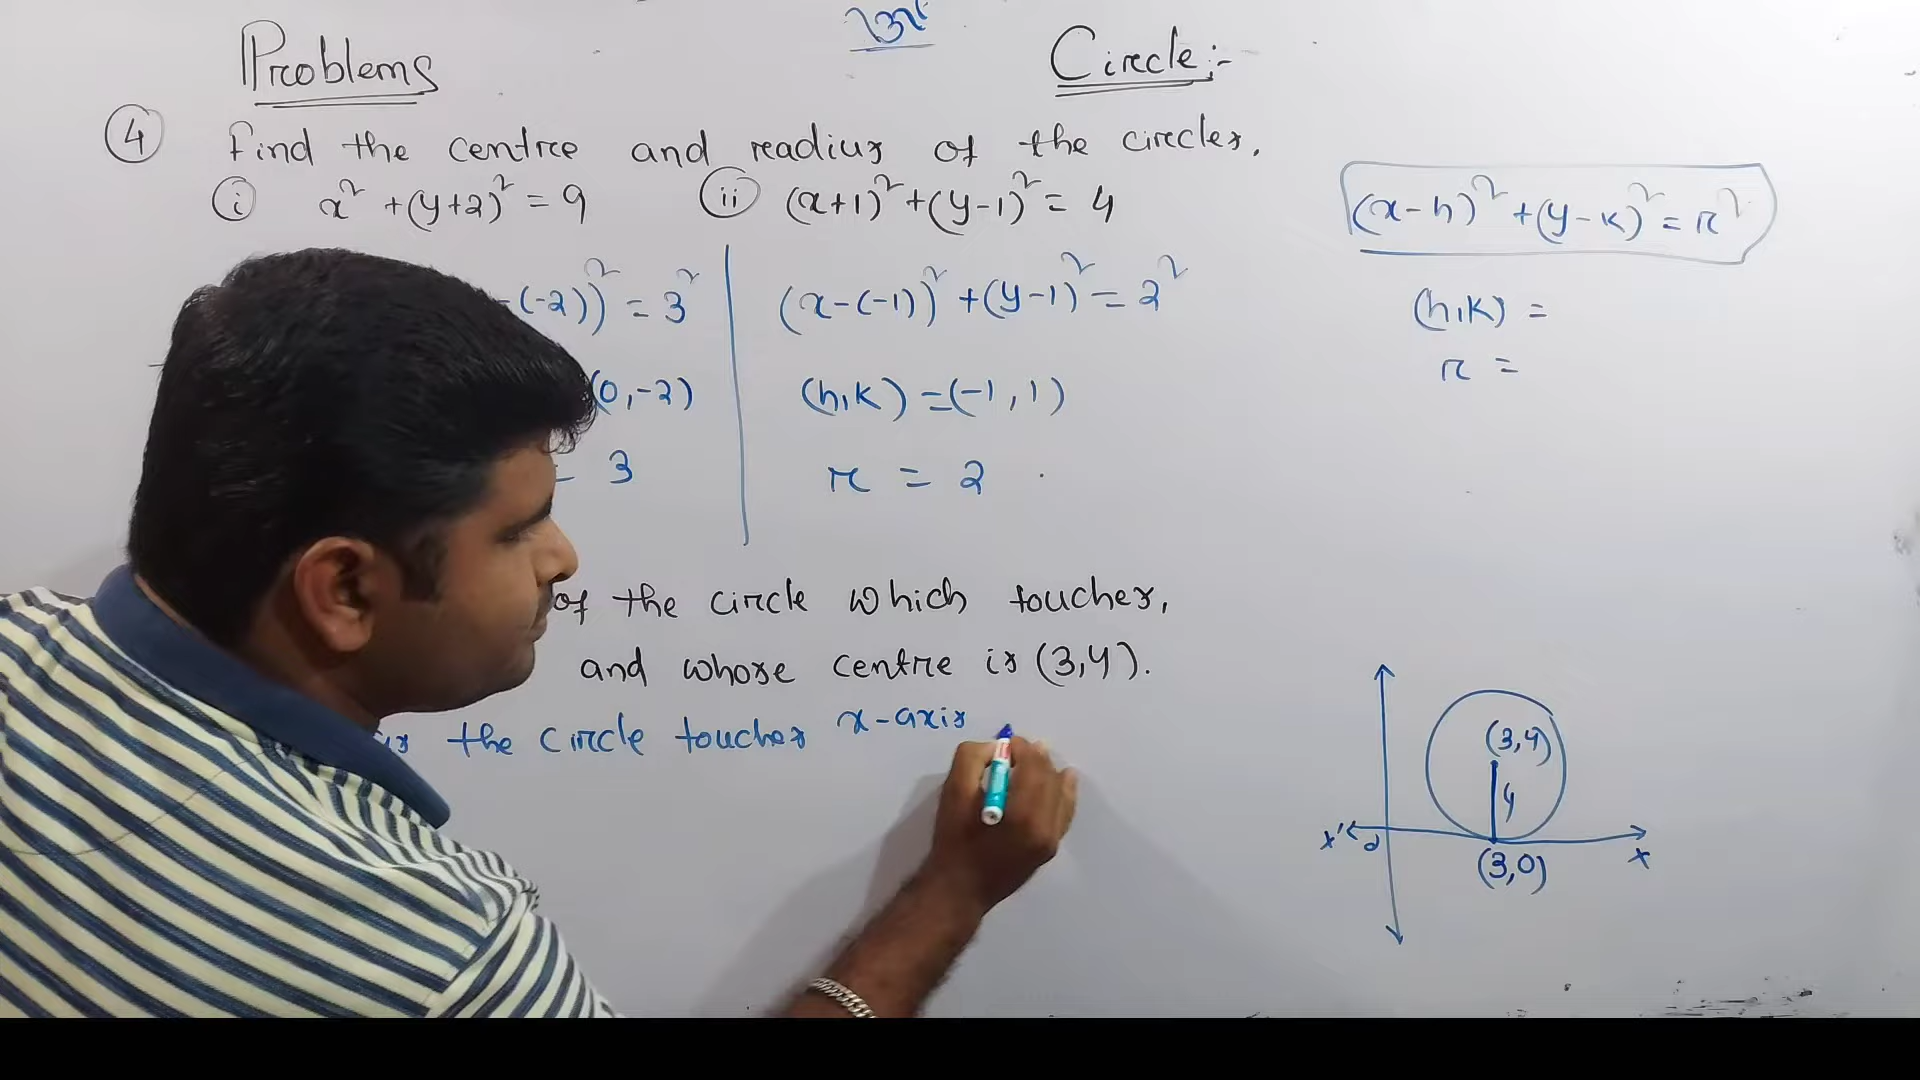 Problems
Circle:-
4 Find the centre and radius of the circles.
i x² + (y+2)² = 9 ii (x+1)² + (y-1)² = 4
(x-h)² + (y-k)² = r²
(-2))² = 3² (x-(-1))² + (y-1)² = 2²
(h,k) =
r =
(0,-2) (h,k) = (-1,1)
= 3 r = 2
of the circle which touches,
and whose centre is (3,4).
the circle touches x-axis
(3,4)
4
x' x
(3,0)